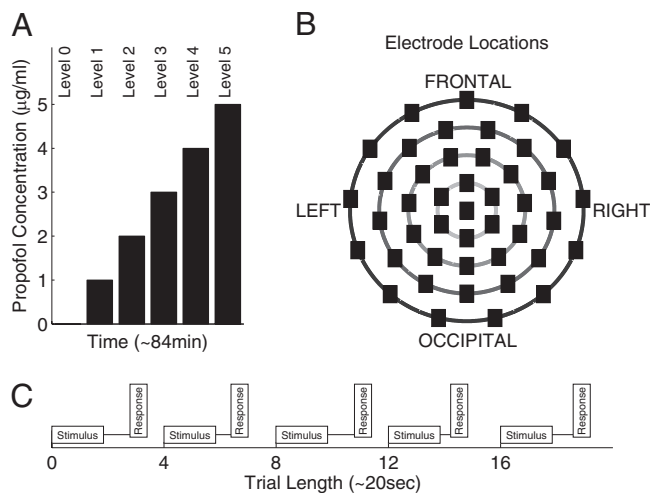 A
Level 0
Level 1
Level 2
Level 3
Level 4
Level 5
Propofol Concentration (μg/ml)
5
4
3
2
1
0
Time (~84min)
B
Electrode Locations
FRONTAL
LEFT
RIGHT
OCCIPITAL
C
Stimulus
Response
Stimulus
Response
Stimulus
Response
Stimulus
Response
Stimulus
Response
0 4 8 12 16
Trial Length (~20sec)